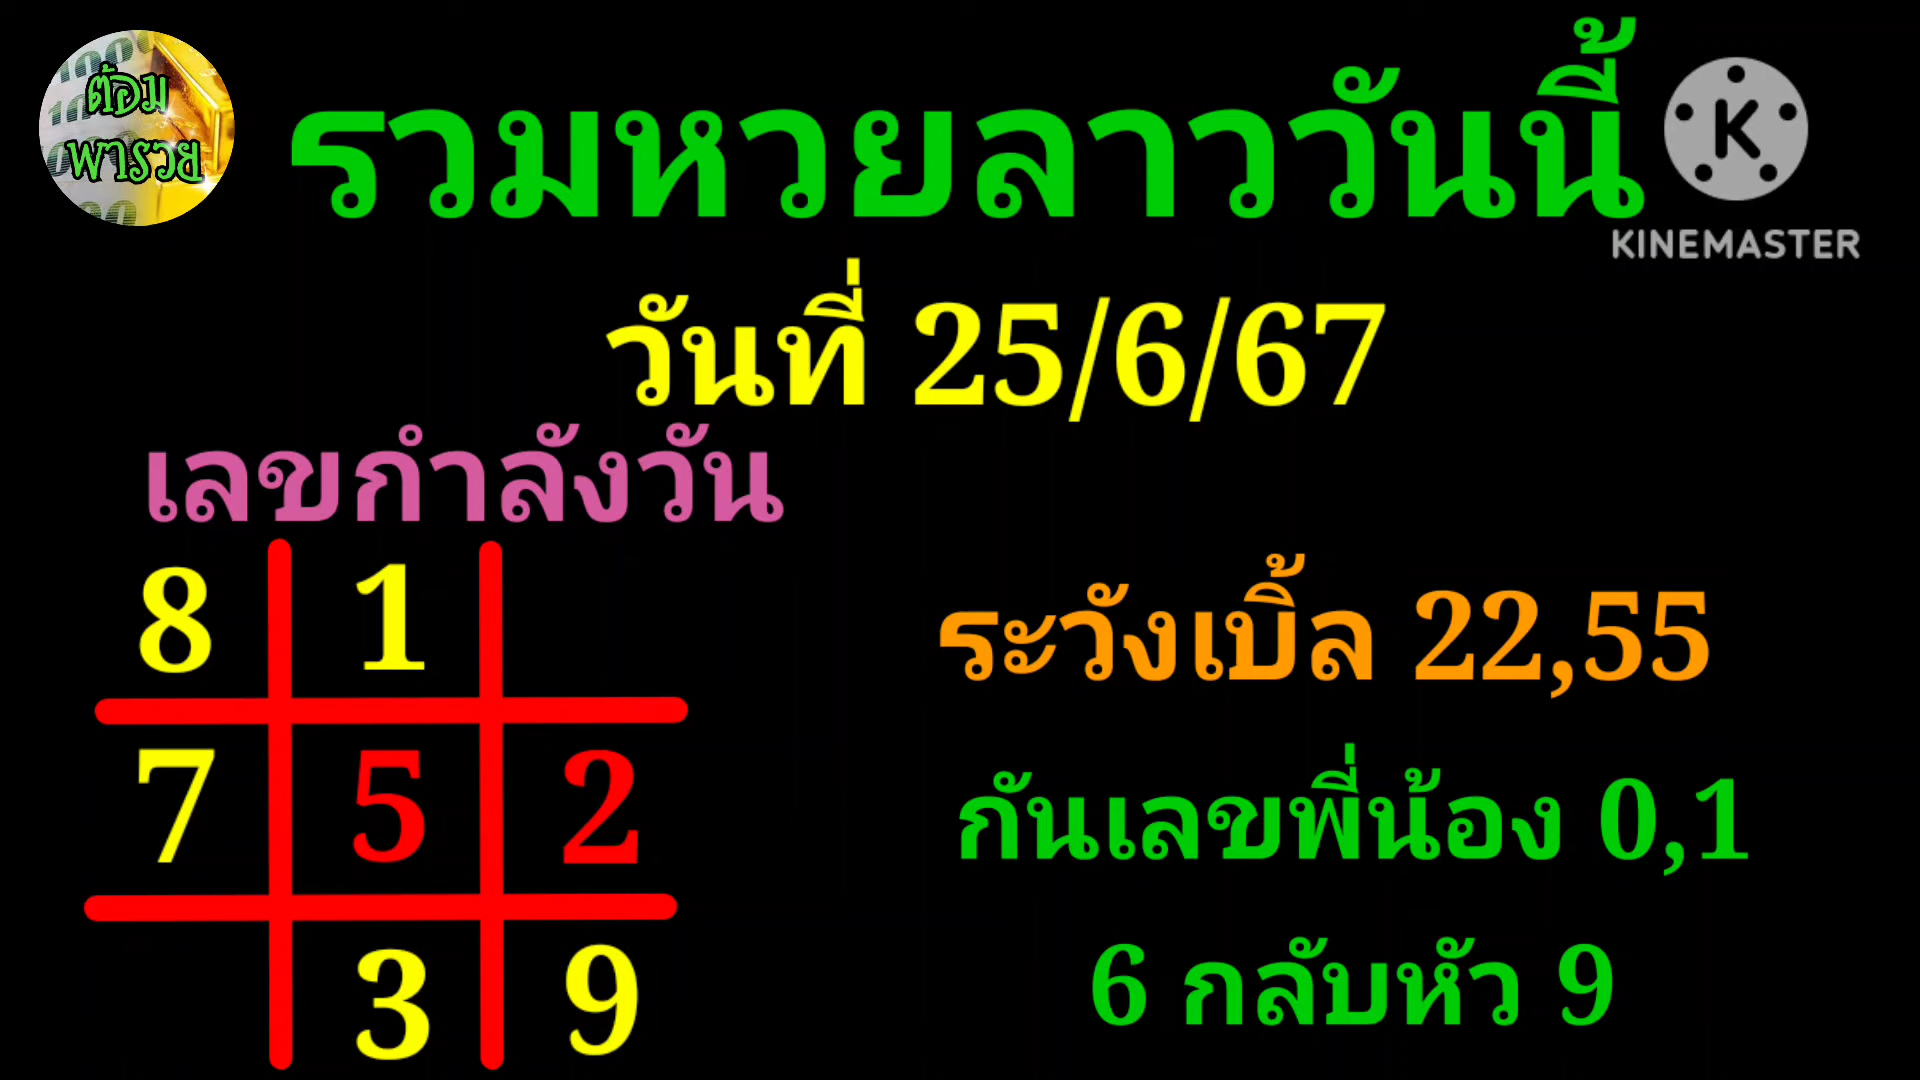 ต้อม
พารวย
รวมหวยลาววันนี้
KINEMASTER
วันที่ 25/6/67
เลขกำลังวัน
8 1
7 5 2
3 9
ระวังเบิ้ล 22,55
กันเลขพี่น้อง 0,1
6 กลับหัว 9